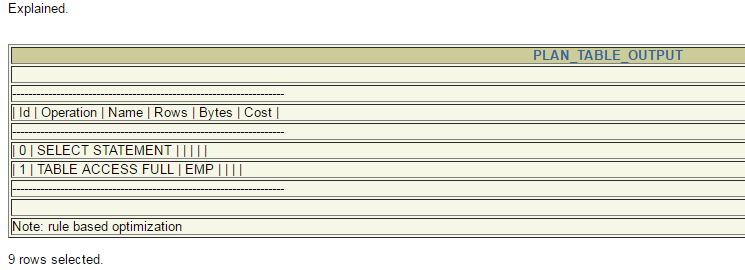 Explained.
PLAN_TABLE_OUTPUT
--------------------------------------------------------------------
| Id | Operation | Name | Rows | Bytes | Cost |
--------------------------------------------------------------------
| 0 | SELECT STATEMENT | | | | |
| 1 | TABLE ACCESS FULL | EMP | | | |
--------------------------------------------------------------------
Note: rule based optimization
9 rows selected.